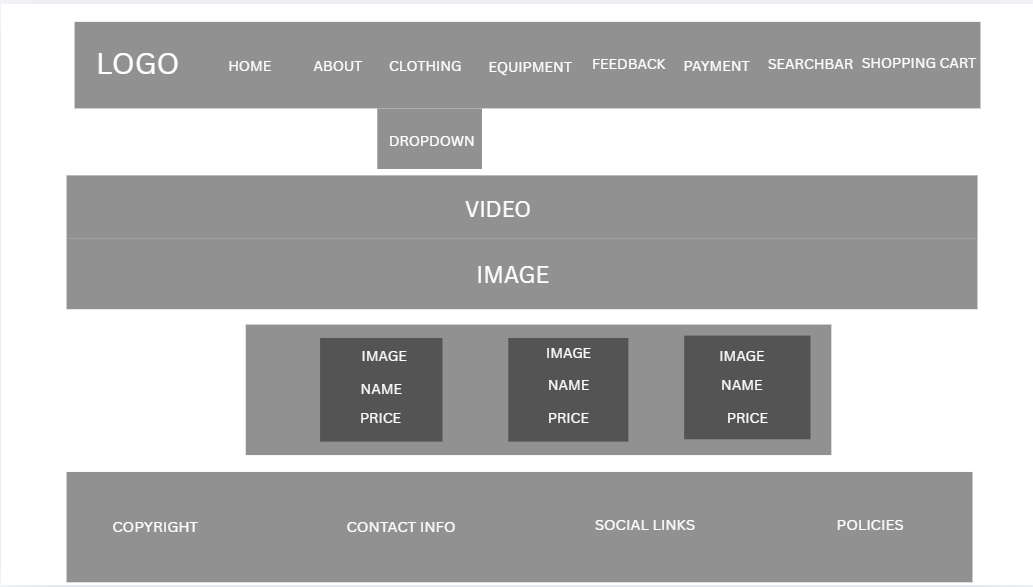 LOGO HOME ABOUT CLOTHING EQUIPMENT FEEDBACK PAYMENT SEARCHBAR SHOPPING CART
DROPDOWN
VIDEO
IMAGE
IMAGE IMAGE IMAGE
NAME NAME NAME
PRICE PRICE PRICE
COPYRIGHT CONTACT INFO SOCIAL LINKS POLICIES